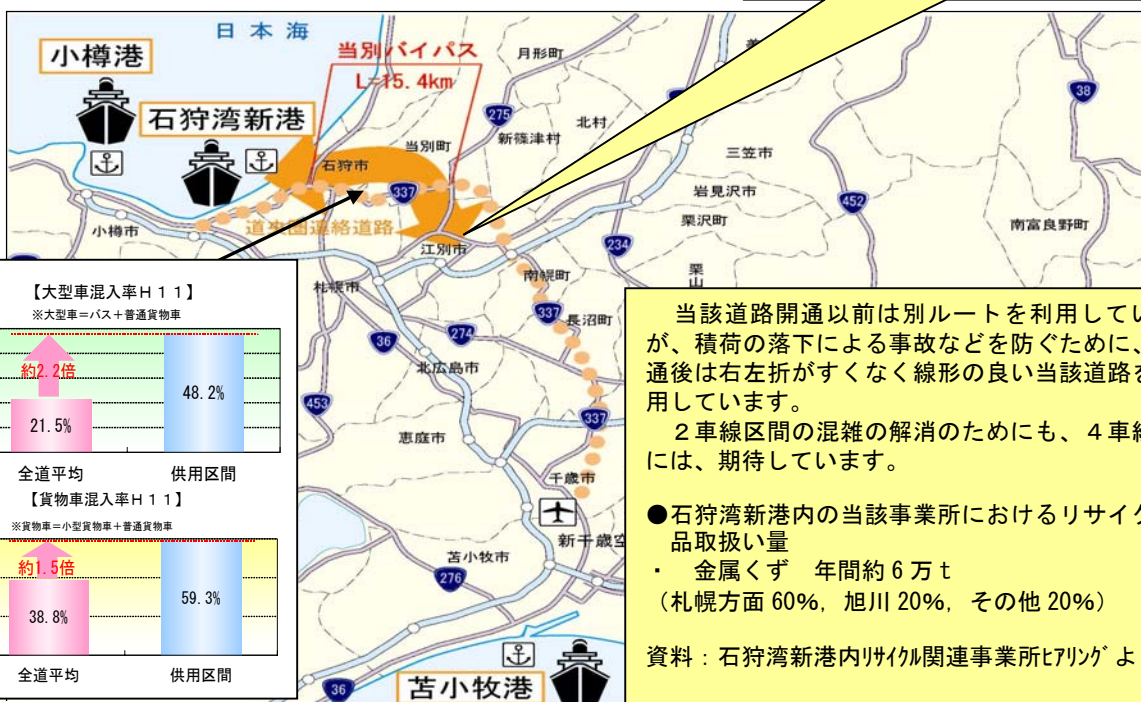 日本海
小樽港
当別バイパス
L=15.4km
月形町
美
38
石狩湾新港
275
北村
新篠津村
当別町
石狩市
三笠市
337
岩見沢市
452
小樽市
道央圏連絡道路
栗沢町
南富良野町
江別市
234
南幌町
栗
山
札幌市
337
長沼町
274
36
北広島市
453
337
恵庭市
千歳市
新千歳空
苫小牧市
276
苫小牧港
36
【大型車混入率H11】
※大型車=バス+普通貨物車
約2.2倍
48.2%
21.5%
全道平均 供用区間
【貨物車混入率H11】
※貨物車=小型貨物車+普通貨物車
約1.5倍
59.3%
38.8%
全道平均 供用区間
当該道路開通以前は別ルートを利用してい
が、積荷の落下による事故などを防ぐために、
通後は右左折がすくなく線形の良い当該道路を
用しています。
2車線区間の混雑の解消のためにも、4車線
には、期待しています。
●石狩湾新港内の当該事業所におけるリサイク
品取扱い量
・ 金属くず 年間約6万t
(札幌方面60%, 旭川20%, その他20%)
資料:石狩湾新港内ﾘｻｲｸﾙ関連事業所ﾋｱﾘﾝｸﾞよ